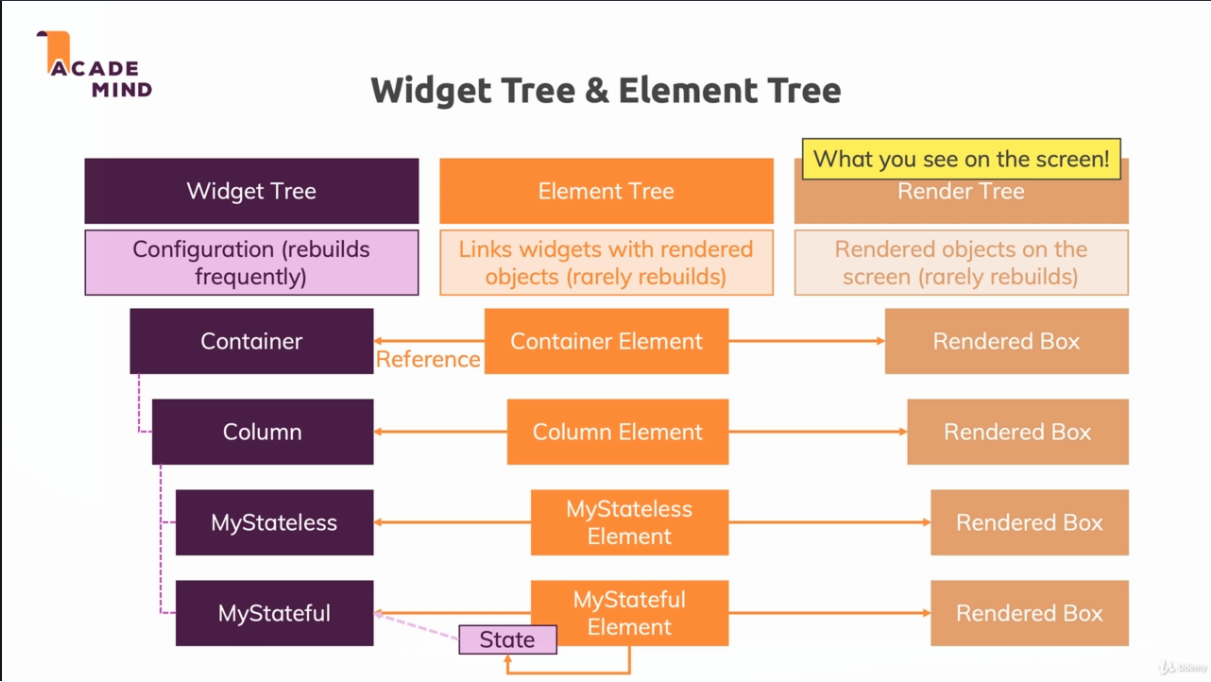 ACADE
MIND
Widget Tree & Element Tree
What you see on the screen!
Widget Tree
Element Tree
Render Tree
Configuration (rebuilds
frequently)
Links widgets with rendered
objects (rarely rebuilds)
Rendered objects on the
screen (rarely rebuilds)
Container
Reference
Container Element
Rendered Box
Column
Column Element
Rendered Box
MyStateless
MyStateless
Element
Rendered Box
MyStateful
MyStateful
Element
State
Rendered Box
Udemy